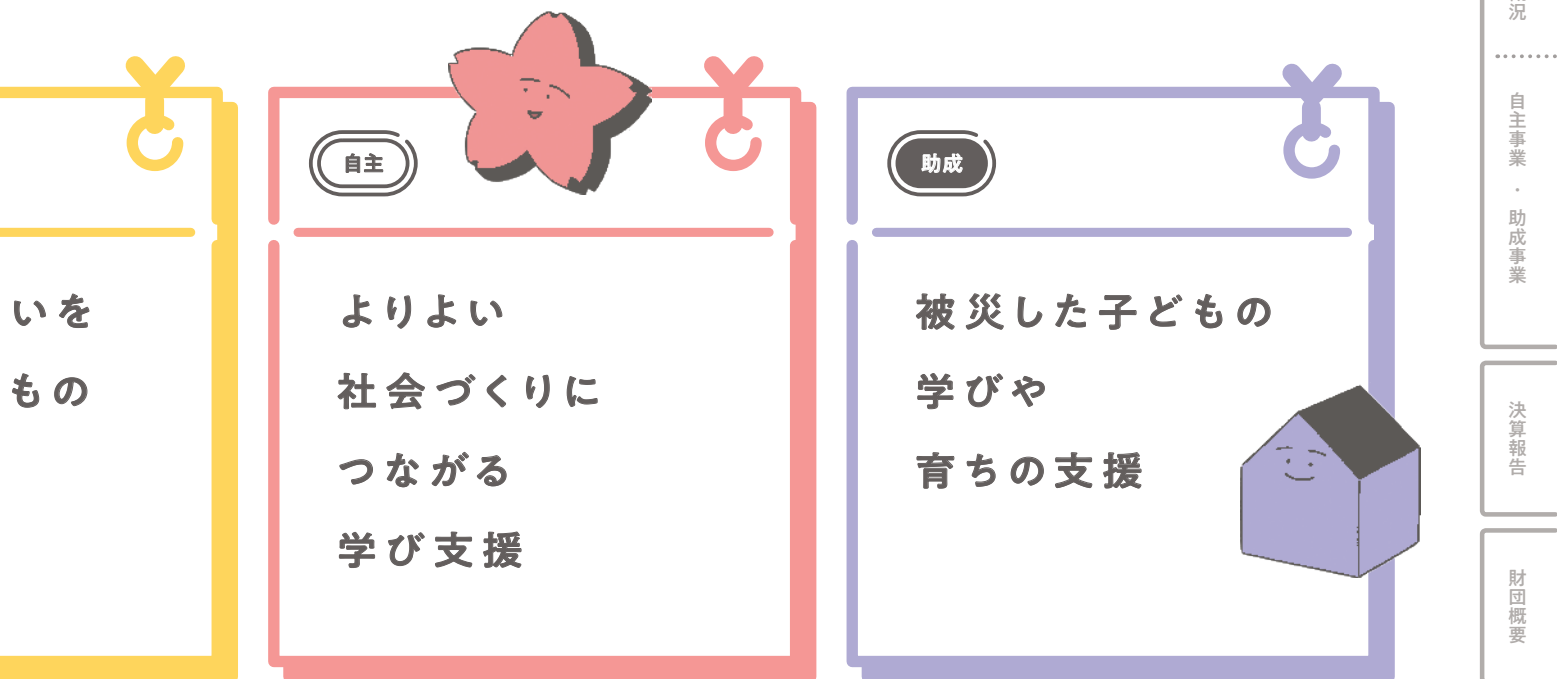 いを
もの
自主
よりよい
社会づくりに
つながる
学び支援
助成
被災した子どもの
学びや
育ちの支援
況
自主事業・助成事業
決算報告
財団概要